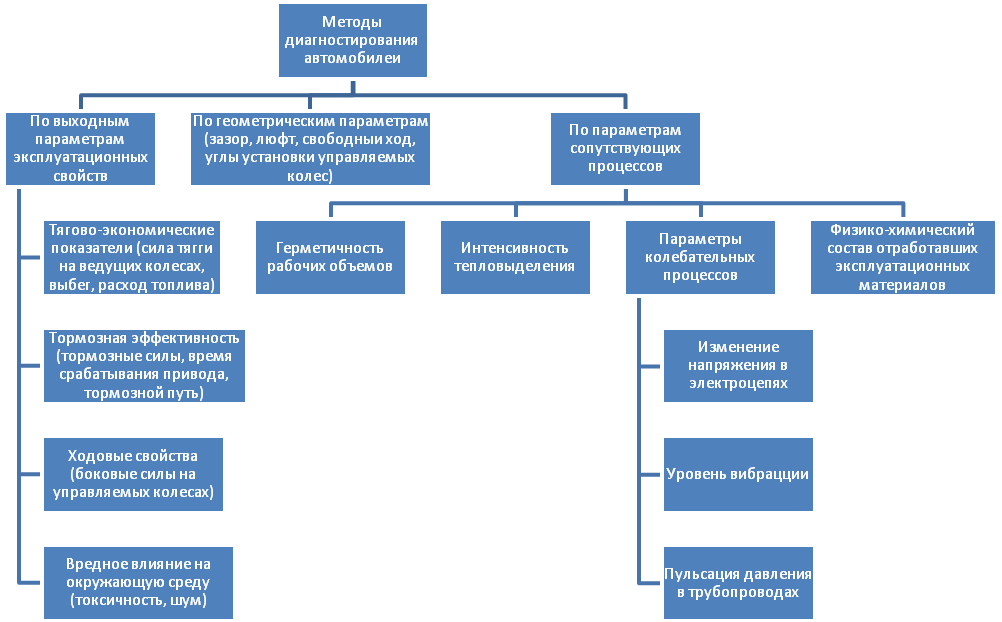 Методы
диагностирования
автомобилеи
По выходным
параметрам
эксплуатационных
свойств
По геометрическим параметрам
(зазор, люфт, свободныи ход,
углы установки управляемых
колес)
По параметрам
сопутствующих
процессов
Тягово-экономические
показатели (сила тягги
на ведущих колесах,
выбег, расход топлива)
Тормозная эффективность
(тормозные силы, время
срабатывания привода,
тормозной путь)
Ходовые свойства
(боковые силы на
управляемых колесах)
Вредное влияние на
окружающую среду
(токсичность, шум)
Герметичность
рабочих объемов
Интенсивность
тепловыделения
Параметры
колебательных
процессов
Физико-химический
состав отработавших
эксплуатационных
материалов
Изменение
напряжения в
электроцепях
Уровень вибрацции
Пульсация давления
в трубопроводах